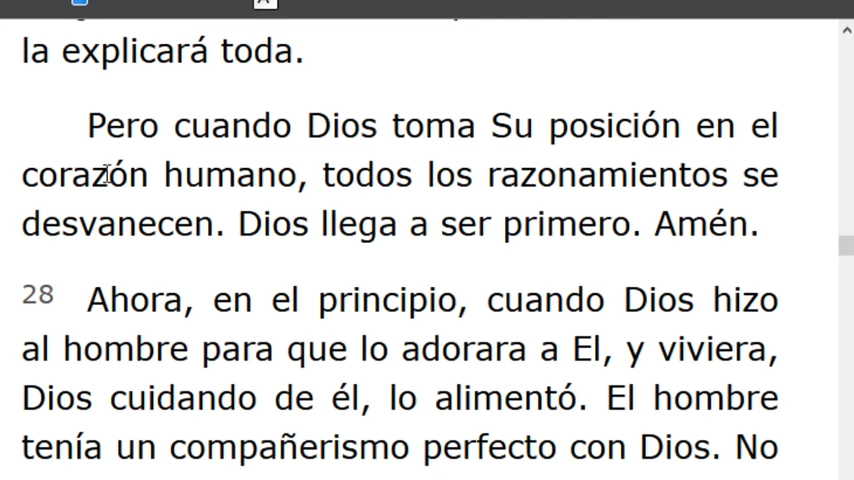 la explicará toda.
Pero cuando Dios toma Su posición en el
corazón humano, todos los razonamientos se
desvanecen. Dios llega a ser primero. Amén.
28 Ahora, en el principio, cuando Dios hizo
al hombre para que lo adorara a El, y viviera,
Dios cuidando de él, lo alimentó. El hombre
tenía un compañerismo perfecto con Dios. No